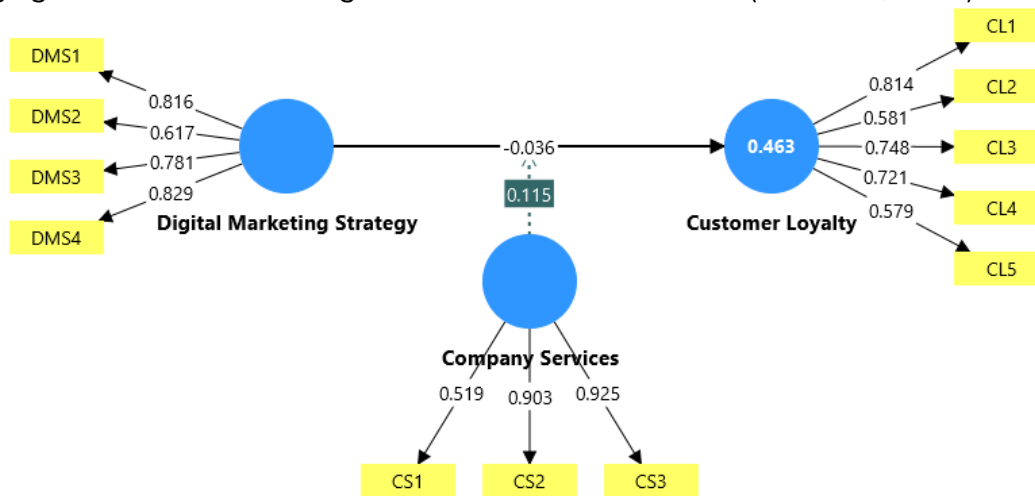 DMS1
DMS2
DMS3
DMS4
0.816
0.617
0.781
0.829
Digital Marketing Strategy
-0.036
0.115
0.463
Customer Loyalty
0.814
0.581
0.748
0.721
0.579
CL1
CL2
CL3
CL4
CL5
Company Services
0.519
0.903
0.925
CS1
CS2
CS3